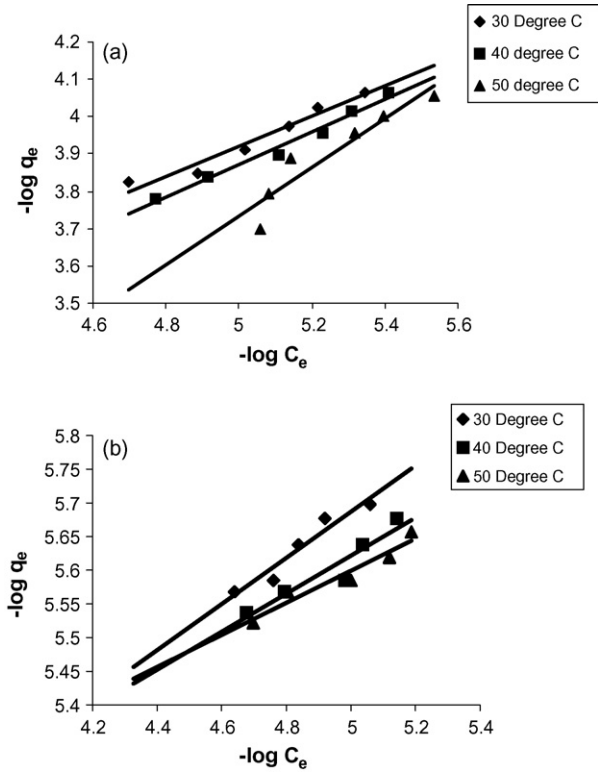 (a)
30 Degree C
40 degree C
50 degree C
4.2
4.1
4
3.9
3.8
3.7
3.6
3.5
-log qe
4.6 4.8 5 5.2 5.4 5.6
-log Ce
(b)
30 Degree C
40 Degree C
50 Degree C
5.8
5.75
5.7
5.65
5.6
5.55
5.5
5.45
5.4
-log qe
4.2 4.4 4.6 4.8 5 5.2 5.4
-log Ce